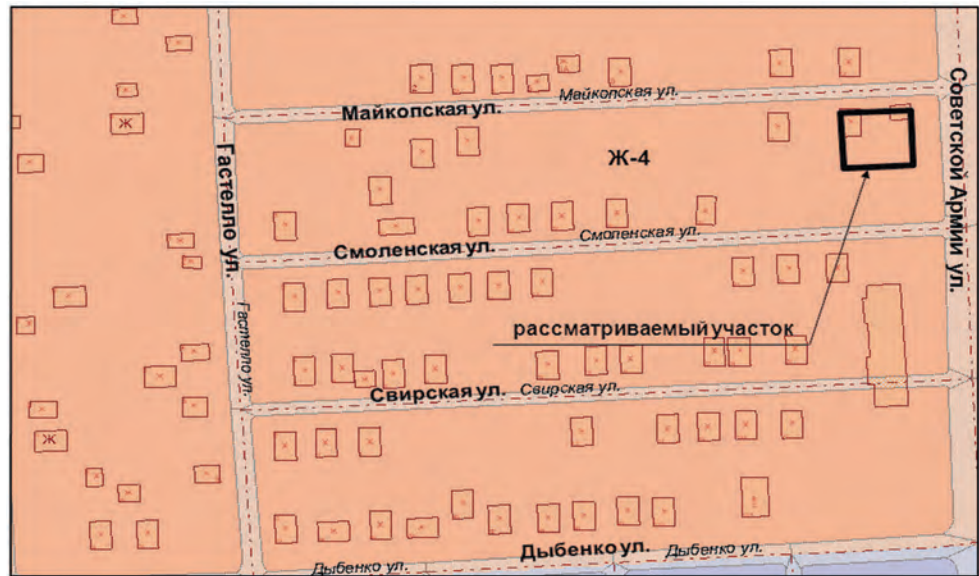 Майкопская ул.
Майкопская ул.
Советской Армии ул.
Ж
Гастелло ул.
Ж-4
Смоленская ул.
Смоленская ул.
Гастелло ул.
рассматриваемый участок
Свирская ул.
Свирская ул.
Ж
Дыбенко ул.
Дыбенко ул.
Дыбенко ул.